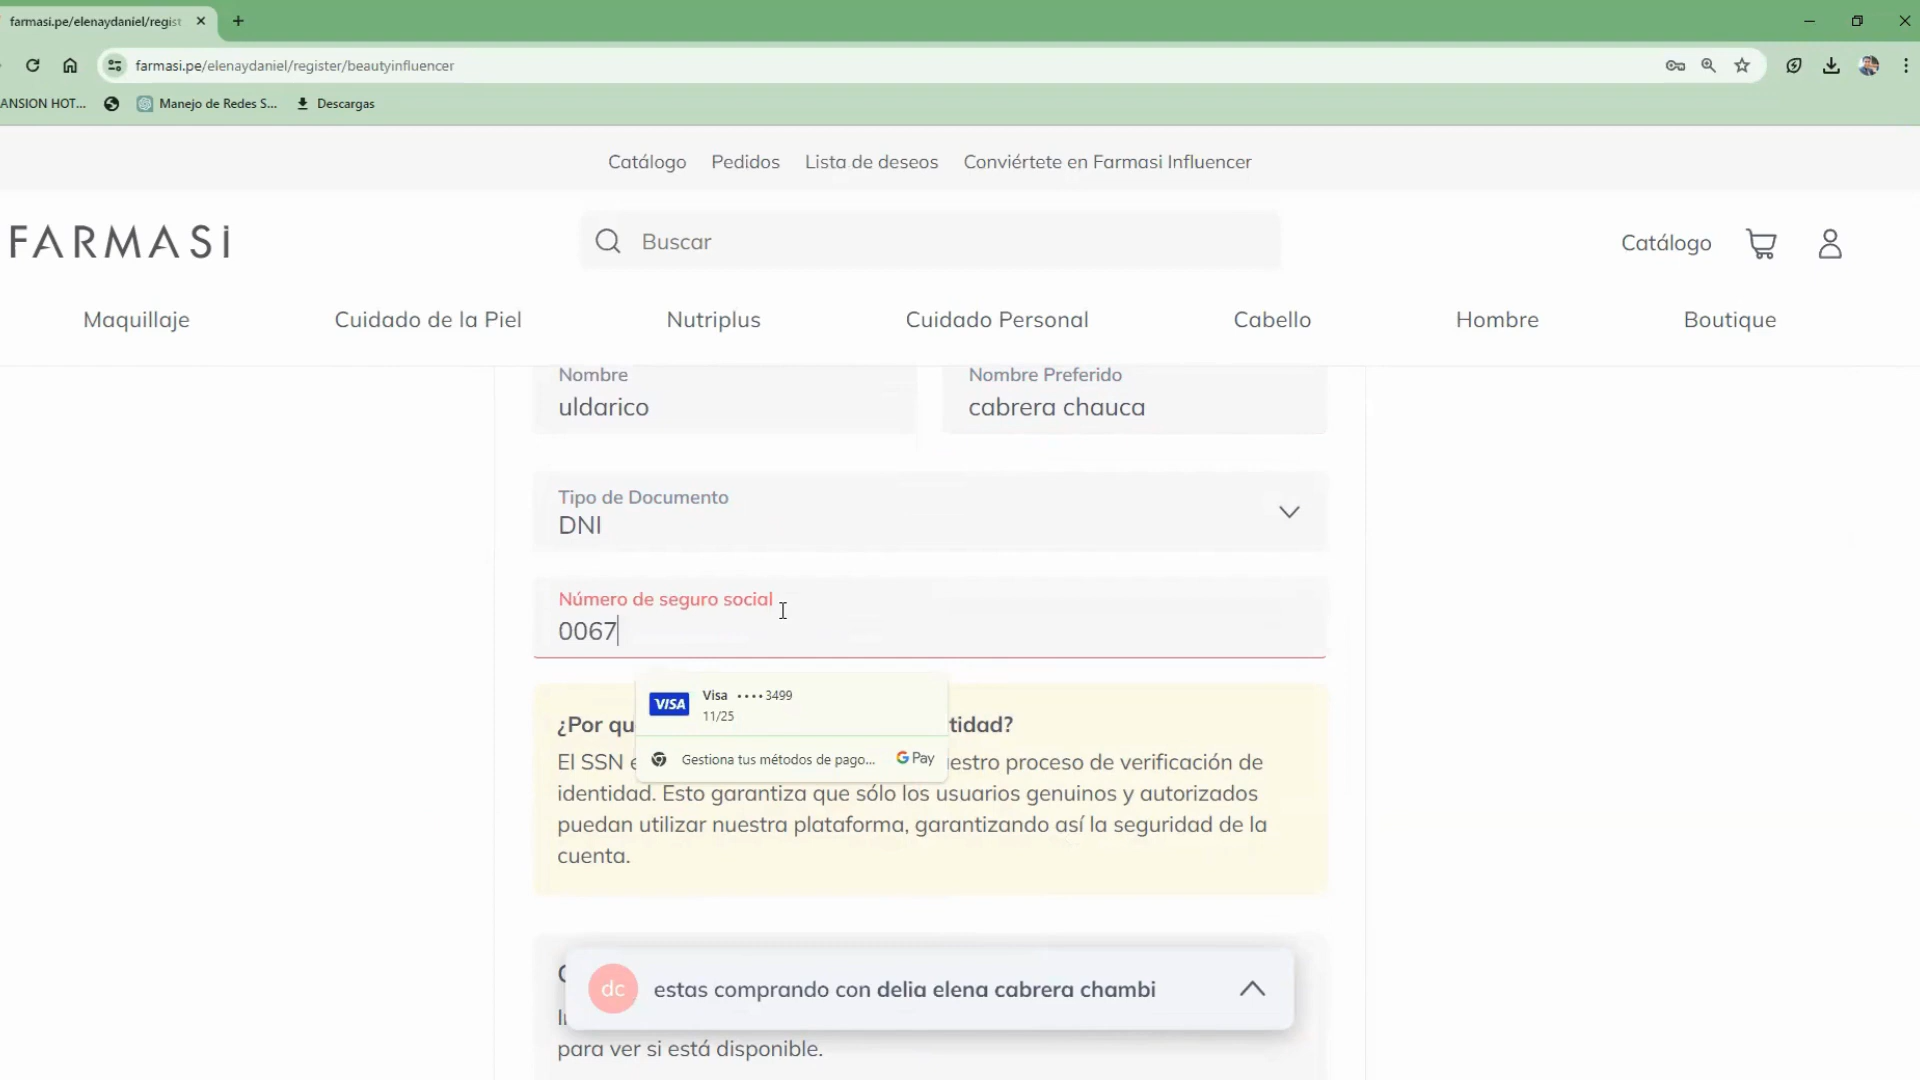 farmasi.pe/elenaydaniel/regist
farmasi.pe/elenaydaniel/register/beautyinfluencer
ANSION HOT...
Manejo de Redes S...
Descargas
Catálogo
Pedidos
Lista de deseos
Conviértete en Farmasi Influencer
FARMASi
Buscar
Catálogo
Maquillaje
Cuidado de la Piel
Nutriplus
Cuidado Personal
Cabello
Hombre
Boutique
Nombre
uldarico
Nombre Preferido
cabrera chauca
Tipo de Documento
DNI
Número de seguro social
0067
VISA
Visa ••••3499
11/25
Gestiona tus métodos de pago...
G Pay
¿Por qu tidad?
El SSN e estro proceso de verificación de
identidad. Esto garantiza que sólo los usuarios genuinos y autorizados
puedan utilizar nuestra plataforma, garantizando así la seguridad de la
cuenta.
dc
estas comprando con delia elena cabrera chambi
para ver si está disponible.